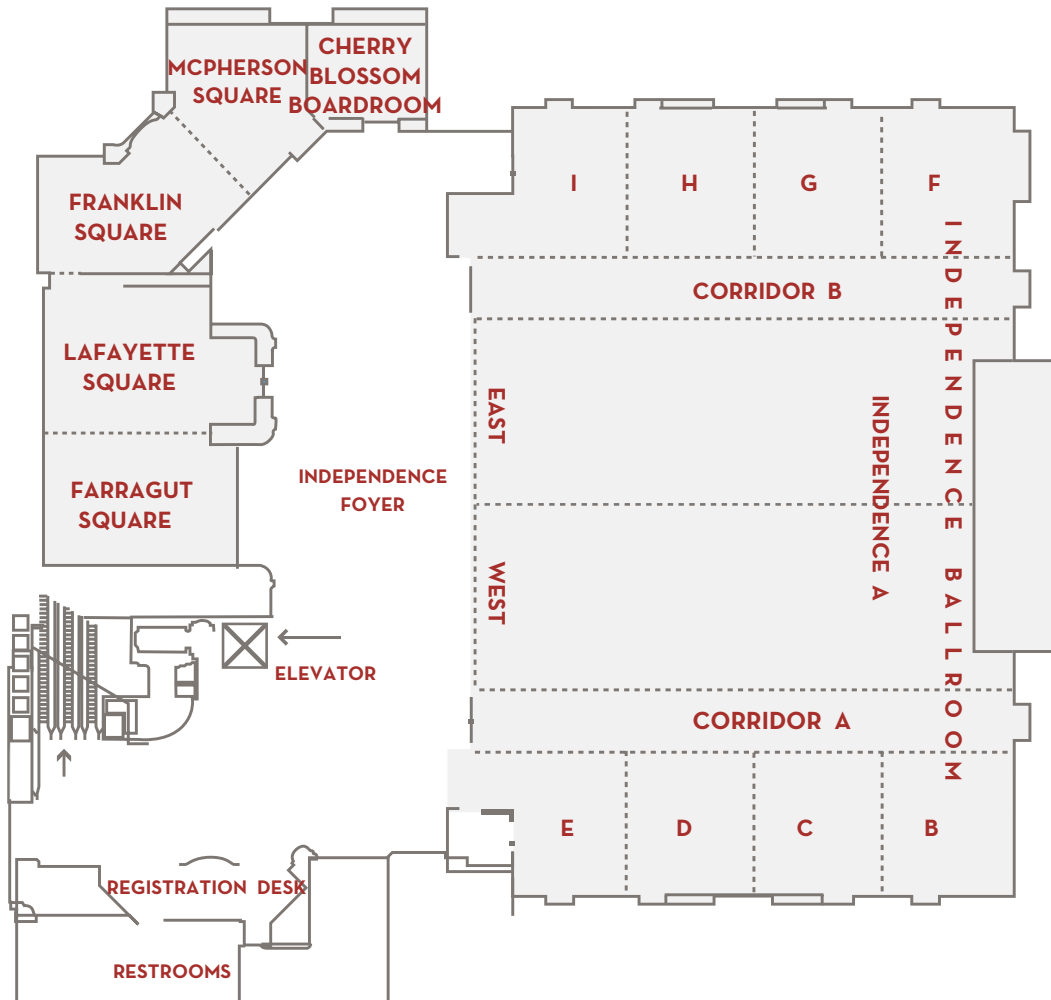 CHERRY
BLOSSOM
BOARDROOM
MCPHERSON
SQUARE
FRANKLIN
SQUARE
LAFAYETTE
SQUARE
FARRAGUT
SQUARE
INDEPENDENCE
FOYER
ELEVATOR
REGISTRATION DESK
RESTROOMS
I
H
G
F
CORRIDOR B
EAST
WEST
INDEPENDENCE A
INDEPENDENCE BALLROOM
CORRIDOR A
E
D
C
B